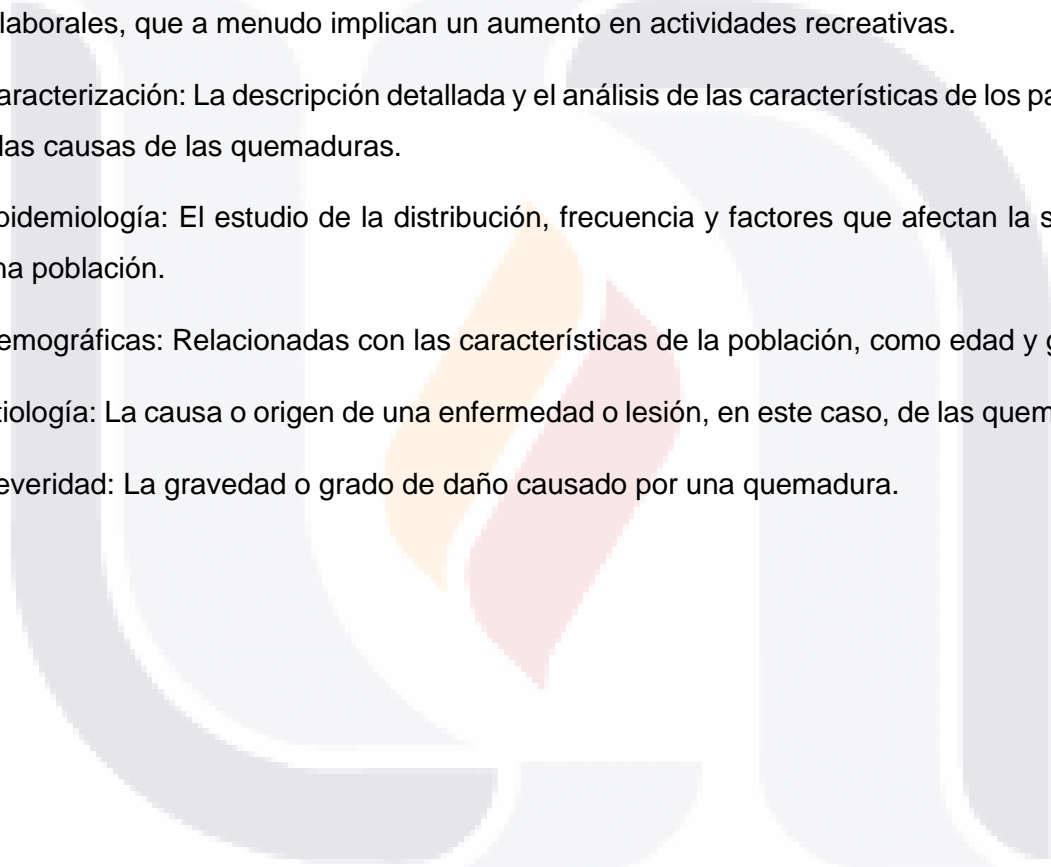 laborales, que a menudo implican un aumento en actividades recreativas.
aracterización: La descripción detallada y el análisis de las características de los pa
las causas de las quemaduras.
pidemiología: El estudio de la distribución, frecuencia y factores que afectan la s
na población.
emográficas: Relacionadas con las características de la población, como edad y g
tiología: La causa o origen de una enfermedad o lesión, en este caso, de las quem
everidad: La gravedad o grado de daño causado por una quemadura.